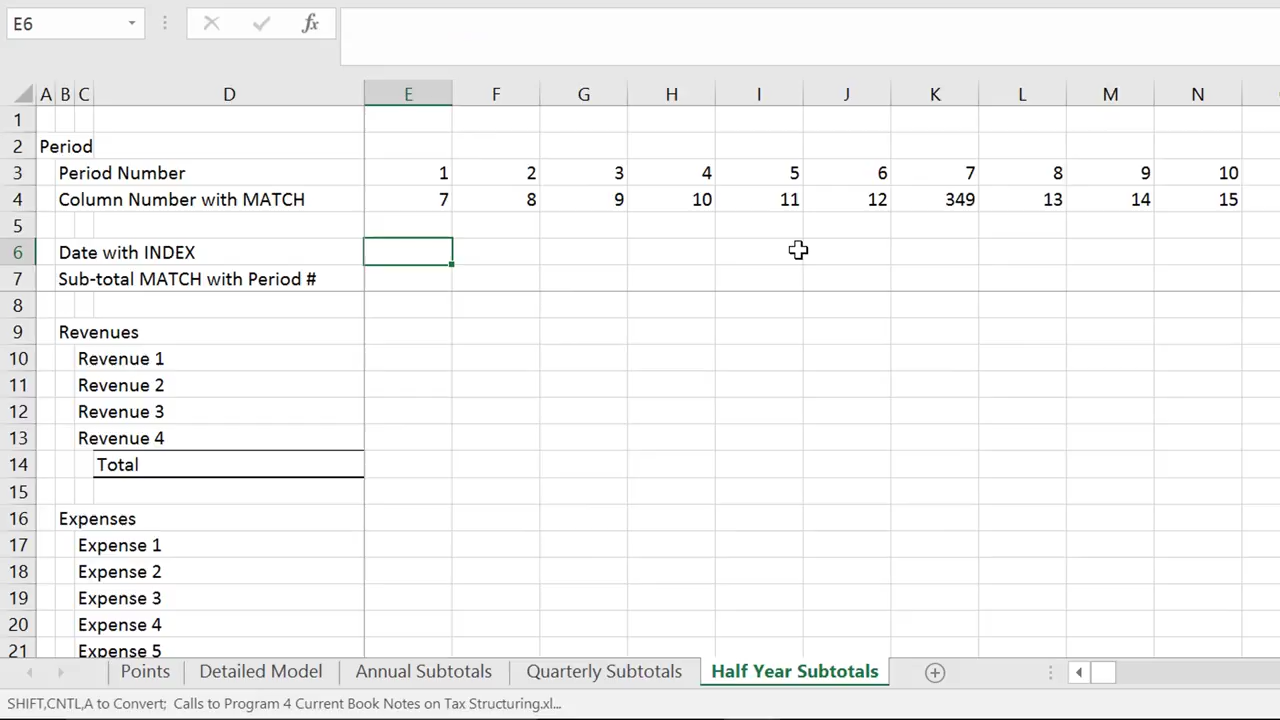 E6
fx
A B C D E F G H I J K L M N
1
2 Period
3 Period Number 1 2 3 4 5 6 7 8 9 10
4 Column Number with MATCH 7 8 9 10 11 12 349 13 14 15
5
6 Date with INDEX
7 Sub-total MATCH with Period #
8
9 Revenues
10 Revenue 1
11 Revenue 2
12 Revenue 3
13 Revenue 4
14 Total
15
16 Expenses
17 Expense 1
18 Expense 2
19 Expense 3
20 Expense 4
21 Expense 5
Points Detailed Model Annual Subtotals Quarterly Subtotals Half Year Subtotals
SHIFT,CNTL,A to Convert; Calls to Program 4 Current Book Notes on Tax Structuring.xl...